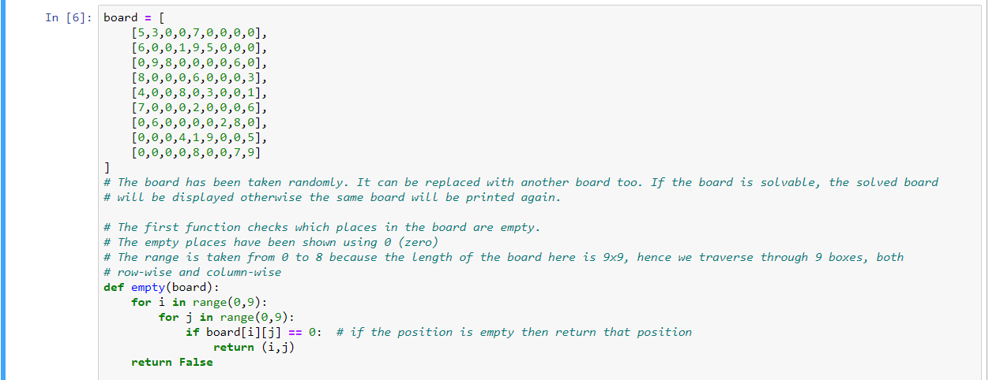 In [6]: board = [
    [5,3,0,0,7,0,0,0,0],
    [6,0,0,1,9,5,0,0,0],
    [0,9,8,0,0,0,0,6,0],
    [8,0,0,0,6,0,0,0,3],
    [4,0,0,8,0,3,0,0,1],
    [7,0,0,0,2,0,0,0,6],
    [0,6,0,0,0,0,2,8,0],
    [0,0,0,4,1,9,0,0,5],
    [0,0,0,0,8,0,0,7,9]
]
# The board has been taken randomly. It can be replaced with another board too. If the board is solvable, the solved board
# will be displayed otherwise the same board will be printed again.

# The first function checks which places in the board are empty.
# The empty places have been shown using 0 (zero)
# The range is taken from 0 to 8 because the length of the board here is 9x9, hence we traverse through 9 boxes, both
# row-wise and column-wise
def empty(board):
    for i in range(0,9):
        for j in range(0,9):
            if board[i][j] == 0:  # if the position is empty then return that position
                return (i,j)
    return False